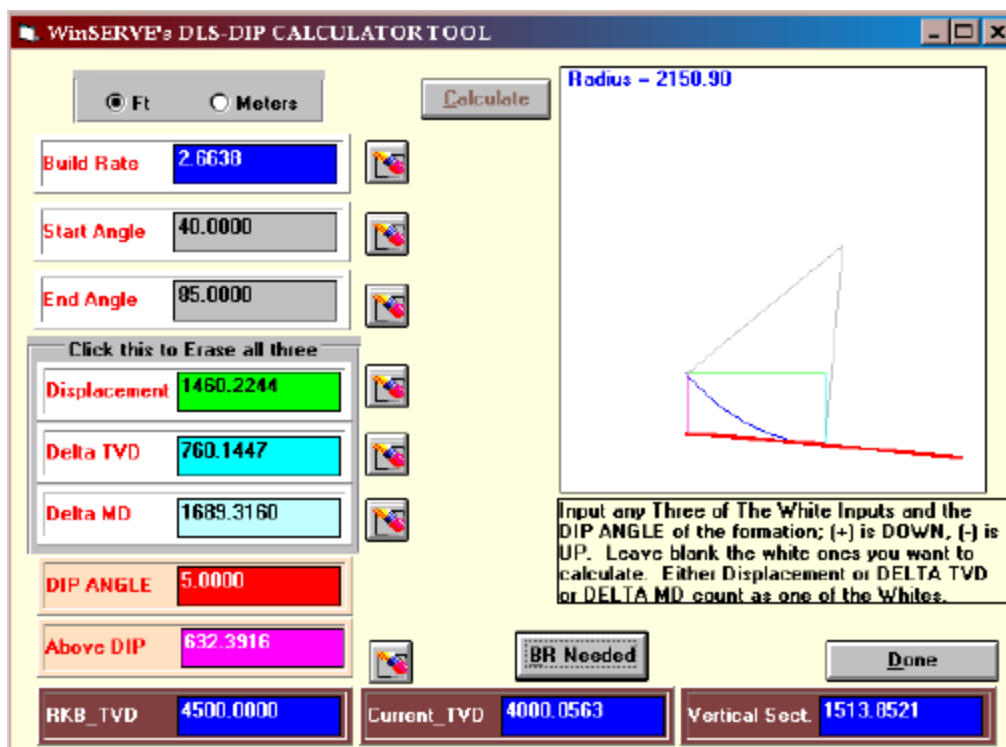 WinSERVE's DLS-DIP CALCULATOR TOOL
Ft Meters
Calculate
Radius = 2150.90
Build Rate 2.6638
Start Angle 40.0000
End Angle 85.0000
Click this to Erase all three
Displacement 1460.2244
Delta TVD 760.1447
Delta MD 1689.3160
Input any Three of The White Inputs and the
DIP ANGLE of the formation; (+) is DOWN, (-) is
UP. Leave blank the white ones you want to
calculate. Either Displacement or DELTA TVD
or DELTA MD count as one of the Whites.
DIP ANGLE 5.0000
Above DIP 632.3916
BR Needed
Done
RKB_TVD 4500.0000
Current_TVD 4000.0563
Vertical Sect. 1513.8521